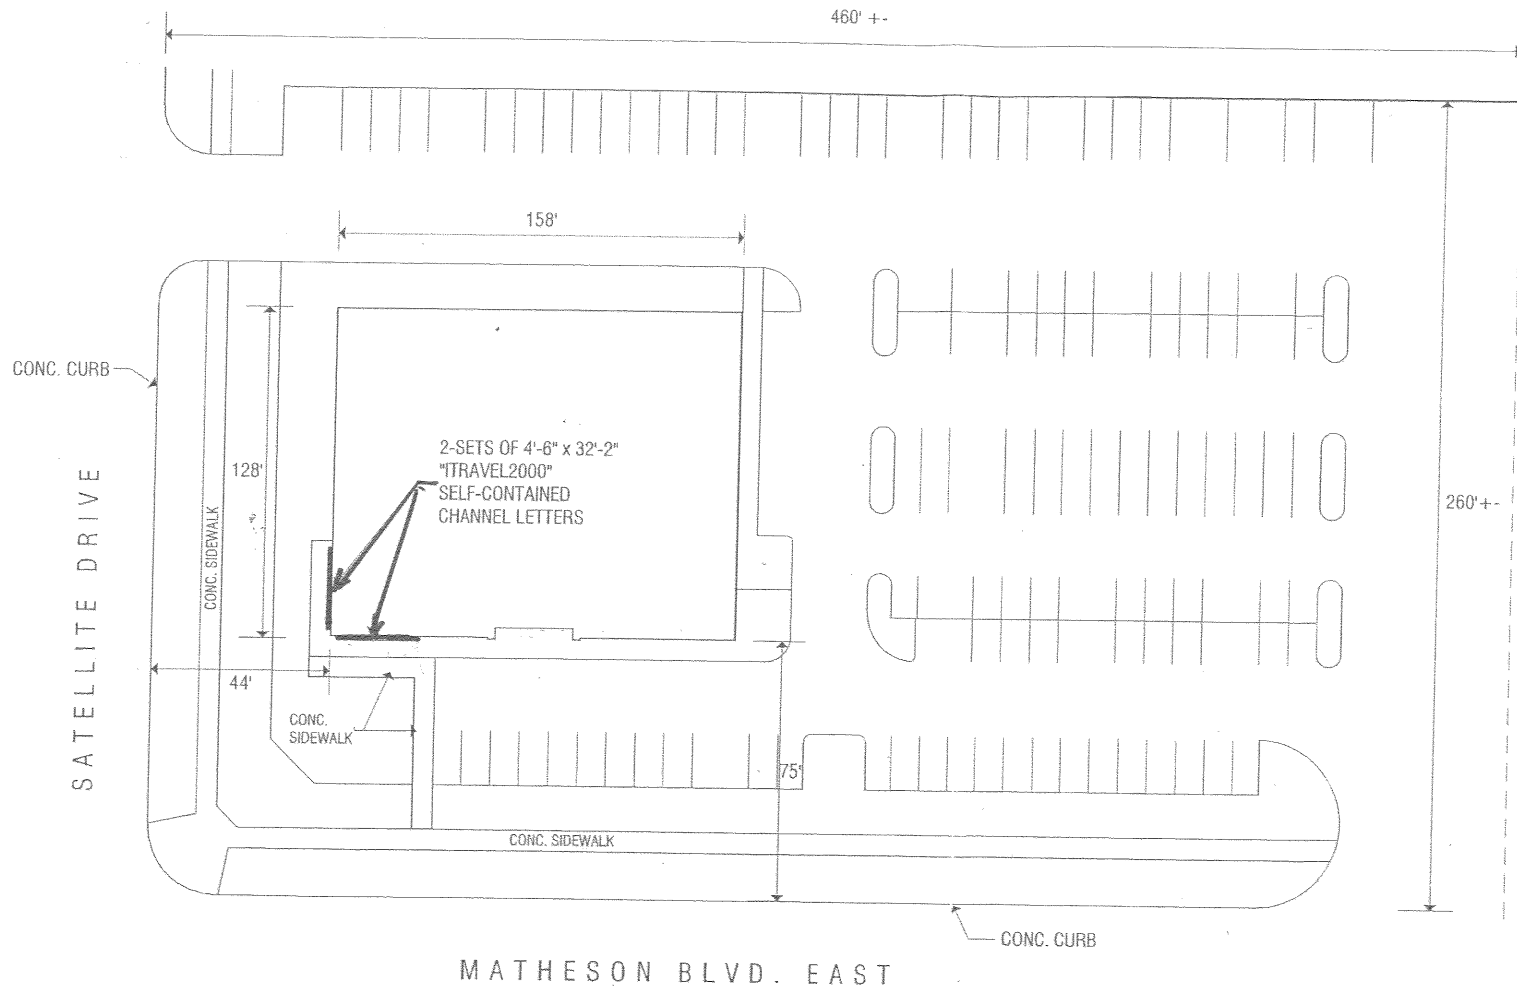 460' +-
158'
CONC. CURB
128'
2-SETS OF 4'-6" x 32'-2"
"ITRAVEL2000"
SELF-CONTAINED
CHANNEL LETTERS
260'+-
SATELLITE DRIVE
CONC. SIDEWALK
44'
CONC.
SIDEWALK
75'
CONC. SIDEWALK
CONC. CURB
MATHESON BLVD. EAST